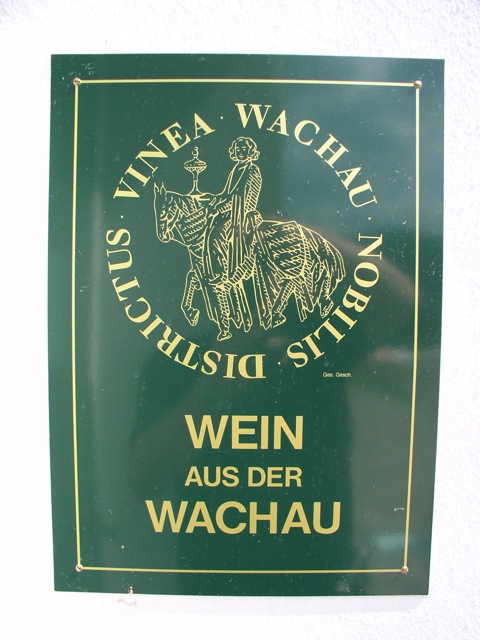 VINEA · WACHAU · NOBILIS · DISTRICTUS ·
Ges. Gesch.
WEIN
AUS DER
WACHAU